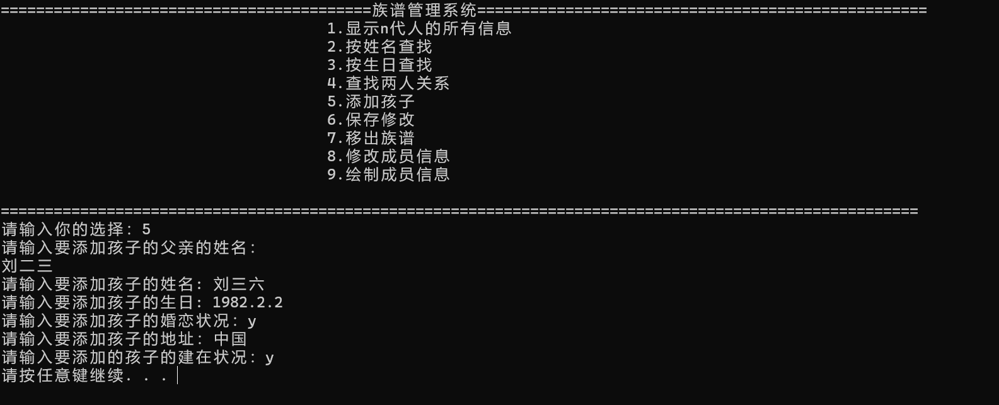 ==========================================族谱管理系统===================================================
1.显示n代人的所有信息
2.按姓名查找
3.按生日查找
4.查找两人关系
5.添加孩子
6.保存修改
7.移出族谱
8.修改成员信息
9.绘制成员信息
========================================================================================================
请输入你的选择: 5
请输入要添加孩子的父亲的姓名:
刘二三
请输入要添加孩子的姓名: 刘三六
请输入要添加孩子的生日: 1982.2.2
请输入要添加孩子的婚恋状况: y
请输入要添加孩子的地址: 中国
请输入要添加的孩子的建在状况: y
请按任意键继续. . .